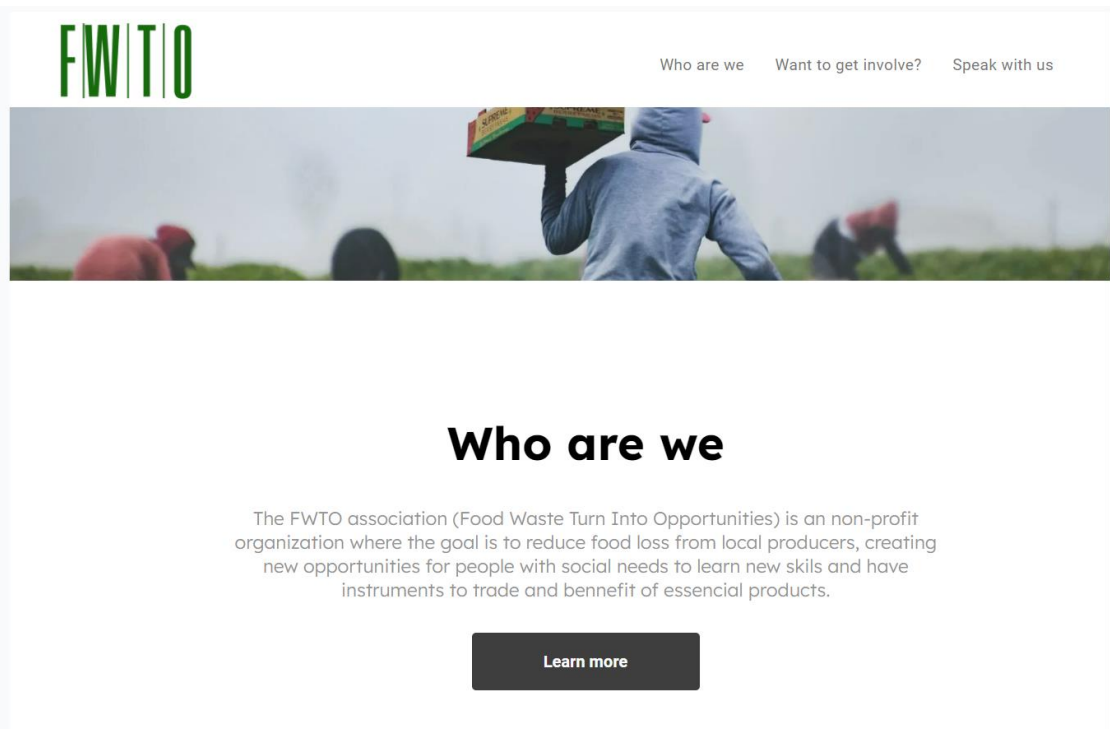 FWTO
Who are we
Want to get involve?
Speak with us
SUPREME
Who are we
The FWTO association (Food Waste Turn Into Opportunities) is an non-profit
organization where the goal is to reduce food loss from local producers, creating
new opportunities for people with social needs to learn new skils and have
instruments to trade and bennefit of essencial products.
Learn more